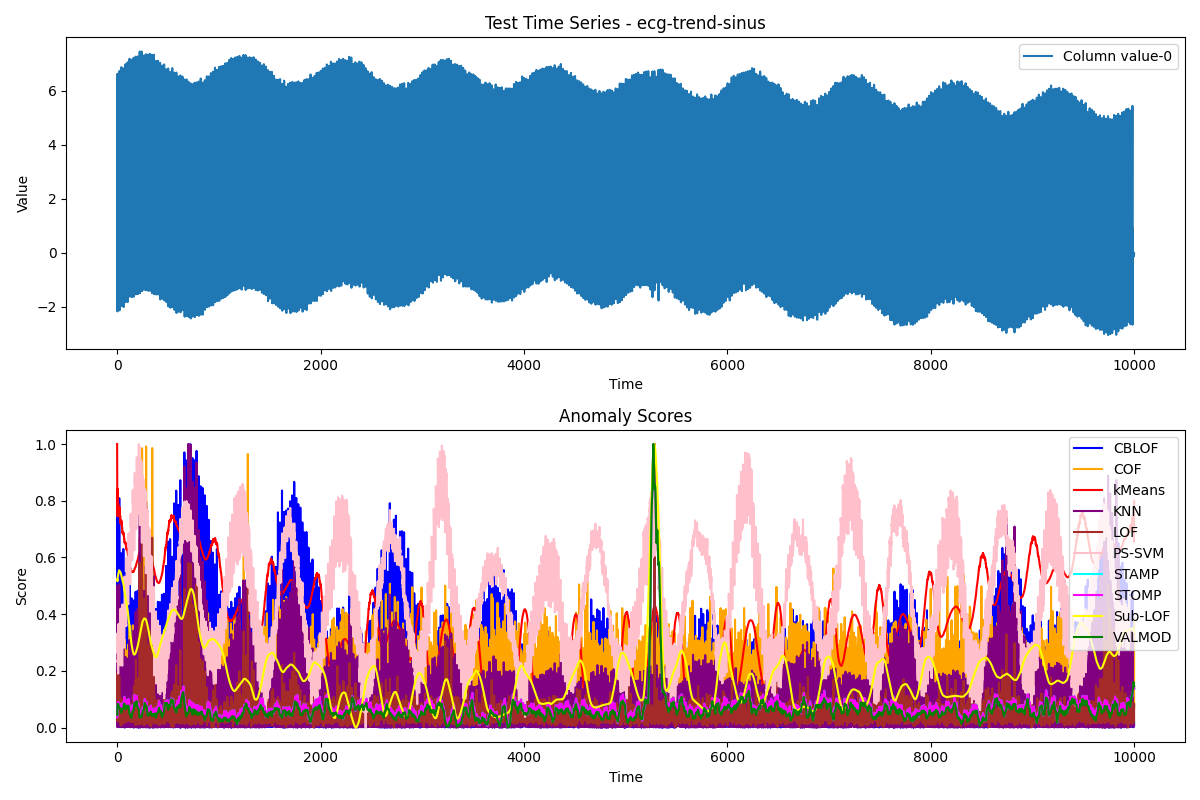 Test Time Series - ecg-trend-sinus
Column value-0
6
4
2
0
−2
Value
0 2000 4000 6000 8000 10000
Time
Anomaly Scores
1.0
0.8
0.6
0.4
0.2
0.0
Score
CBLOF
COF
kMeans
KNN
LOF
PS-SVM
STAMP
STOMP
Sub-LOF
VALMOD
0 2000 4000 6000 8000 10000
Time